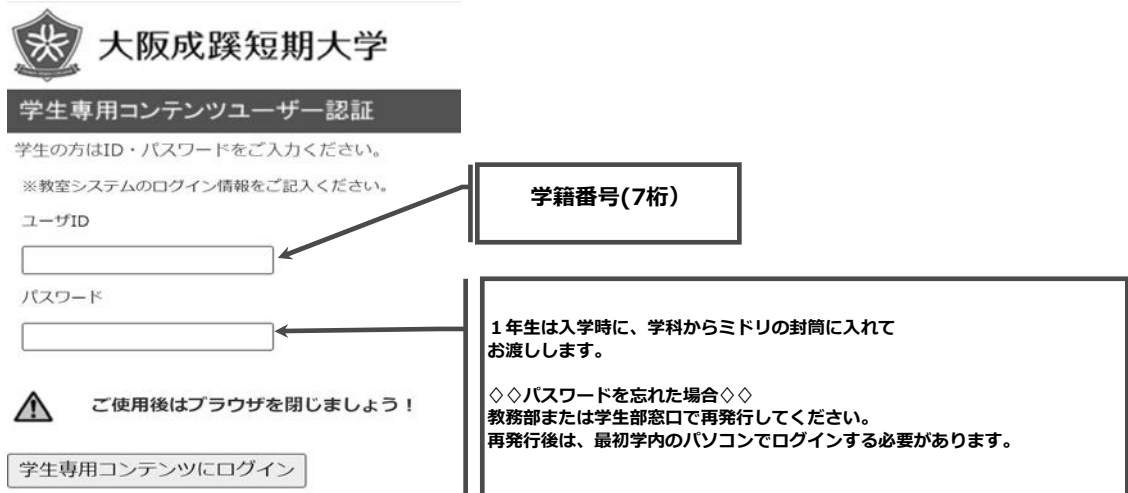 大阪成蹊短期大学
学生専用コンテンツユーザー認証
学生の方はID・パスワードをご入力ください。
※教室システムのログイン情報をご記入ください。
ユーザID
学籍番号(7桁）
パスワード
１年生は入学時に、学科からミドリの封筒に入れて
お渡しします。
◇◇パスワードを忘れた場合◇◇
教務部または学生部窓口で再発行してください。
再発行後は、最初学内のパソコンでログインする必要があります。
ご使用後はブラウザを閉じましょう！
学生専用コンテンツにログイン